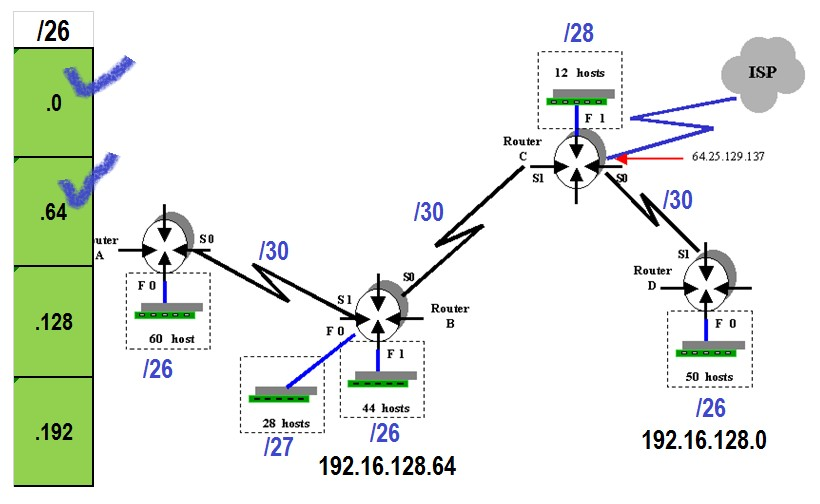 /26
.0
.64
.128
.192
/28
12 hosts
F 1
ISP
Router
C
S1
S0
64.25.129.137
/30
/30
/30
S0
A
F 0
60 host
/26
S1
S0
Router
B
F 0
F 1
28 hosts
/27
44 hosts
/26
192.16.128.64
S1
Router
D
F 0
50 hosts
/26
192.16.128.0